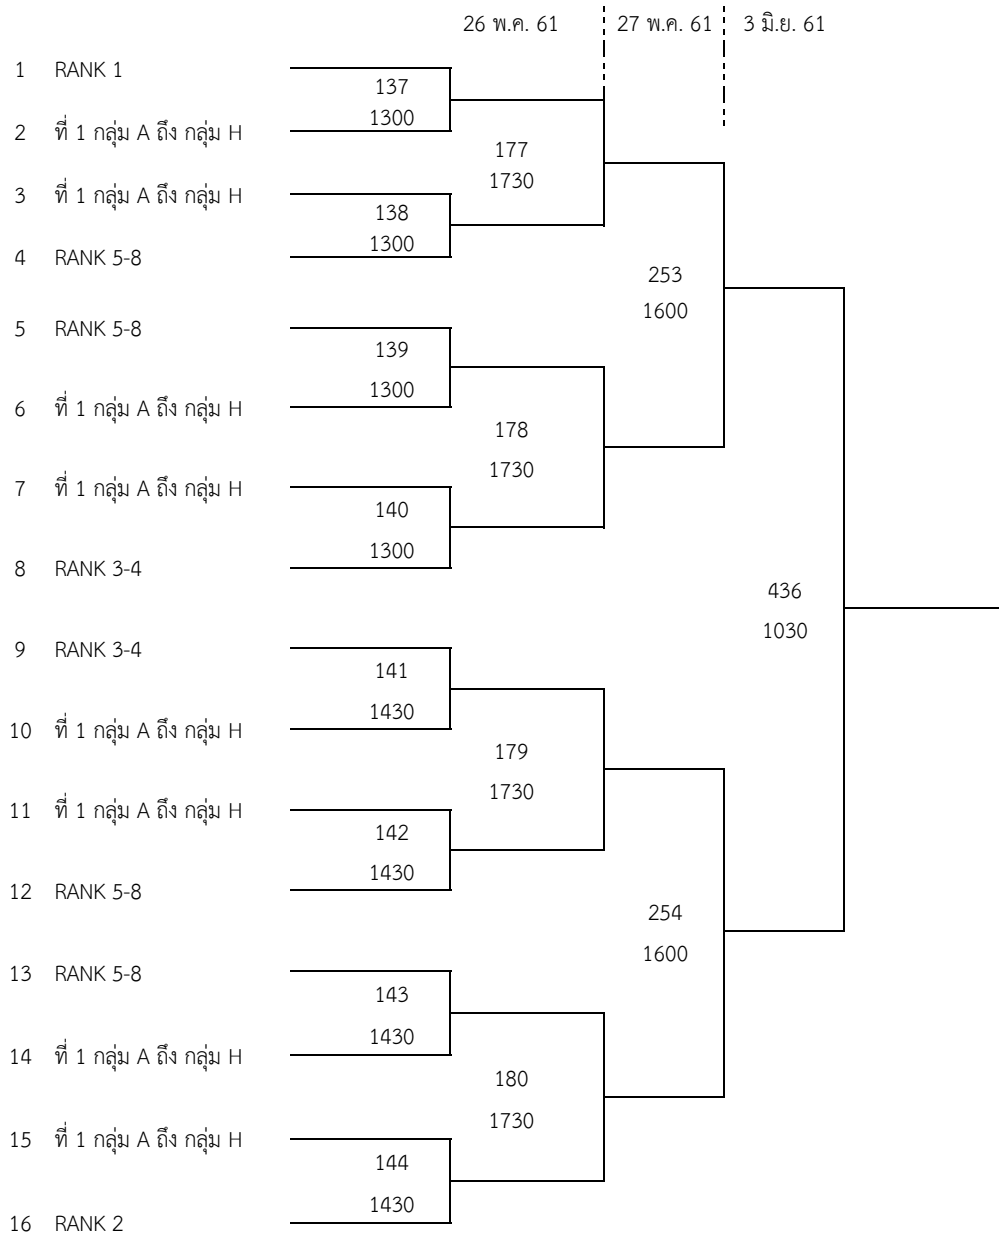 26 พ.ค. 61 27 พ.ค. 61 3 มิ.ย. 61
1 RANK 1
137
1300
2 ที่ 1 กลุ่ม A ถึง กลุ่ม H
177
1730
3 ที่ 1 กลุ่ม A ถึง กลุ่ม H
138
1300
4 RANK 5-8
253
1600
5 RANK 5-8
139
1300
6 ที่ 1 กลุ่ม A ถึง กลุ่ม H
178
1730
7 ที่ 1 กลุ่ม A ถึง กลุ่ม H
140
1300
8 RANK 3-4
436
1030
9 RANK 3-4
141
1430
10 ที่ 1 กลุ่ม A ถึง กลุ่ม H
179
1730
11 ที่ 1 กลุ่ม A ถึง กลุ่ม H
142
1430
12 RANK 5-8
254
1600
13 RANK 5-8
143
1430
14 ที่ 1 กลุ่ม A ถึง กลุ่ม H
180
1730
15 ที่ 1 กลุ่ม A ถึง กลุ่ม H
144
1430
16 RANK 2